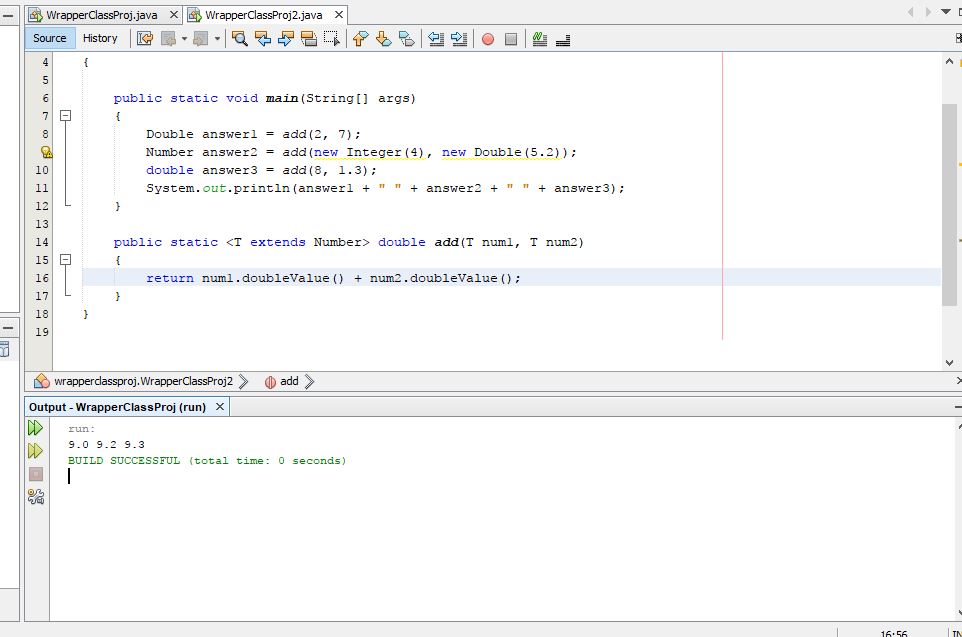 WrapperClassProj.java WrapperClassProj2.java
Source History
4 {
5
6 public static void main(String[] args)
7 {
8 Double answer1 = add(2, 7);
Number answer2 = add(new Integer(4), new Double(5.2));
10 double answer3 = add(8, 1.3);
11 System.out.println(answer1 + " " + answer2 + " " + answer3);
12 }
13
14 public static <T extends Number> double add(T num1, T num2)
15 {
16 return num1.doubleValue() + num2.doubleValue();
17 }
18 }
19
wrapperclassproj.WrapperClassProj2 add
Output - WrapperClassProj (run)
run:
9.0 9.2 9.3
BUILD SUCCESSFUL (total time: 0 seconds)
16:56